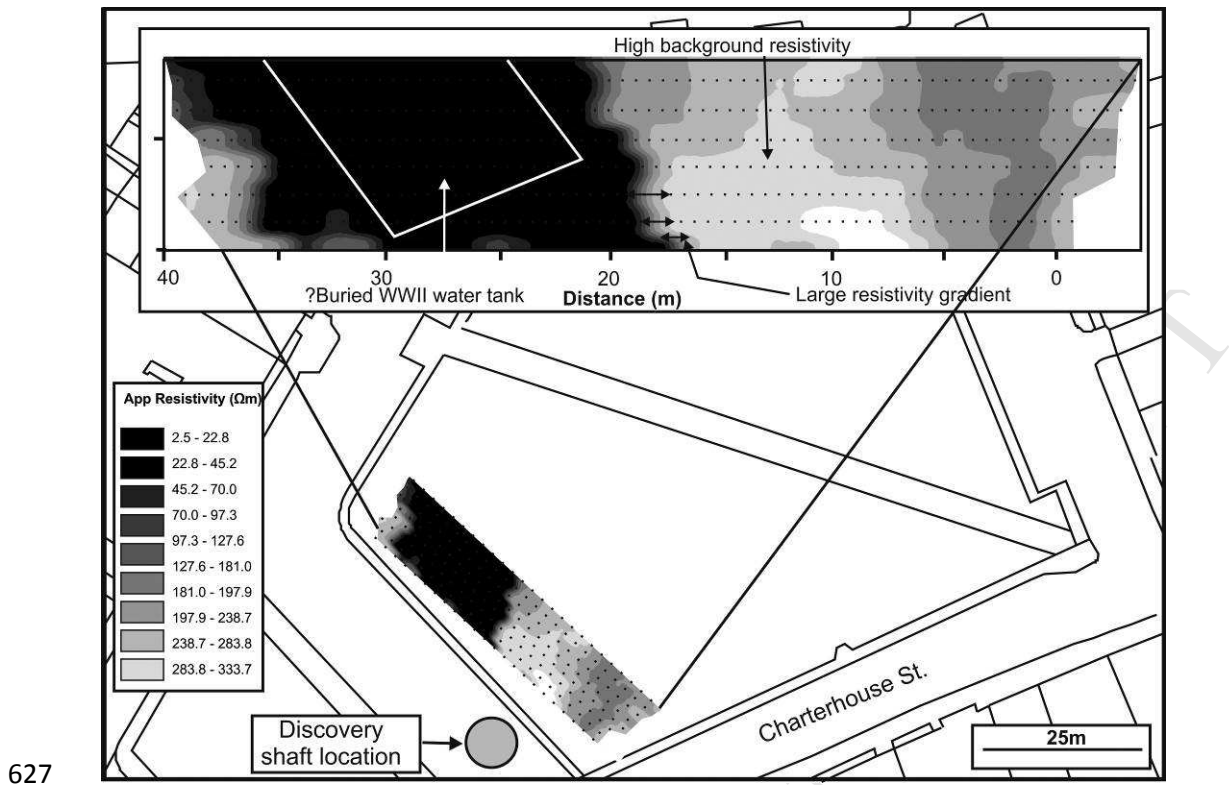 High background resistivity
40
30
20
10
0
?Buried WWII water tank
Distance (m)
Large resistivity gradient
App Resistivity (Ωm)
2.5 - 22.8
22.8 - 45.2
45.2 - 70.0
70.0 - 97.3
97.3 - 127.6
127.6 - 181.0
181.0 - 197.9
197.9 - 238.7
238.7 - 283.8
283.8 - 333.7
Discovery
shaft location
Charterhouse St.
25m
627